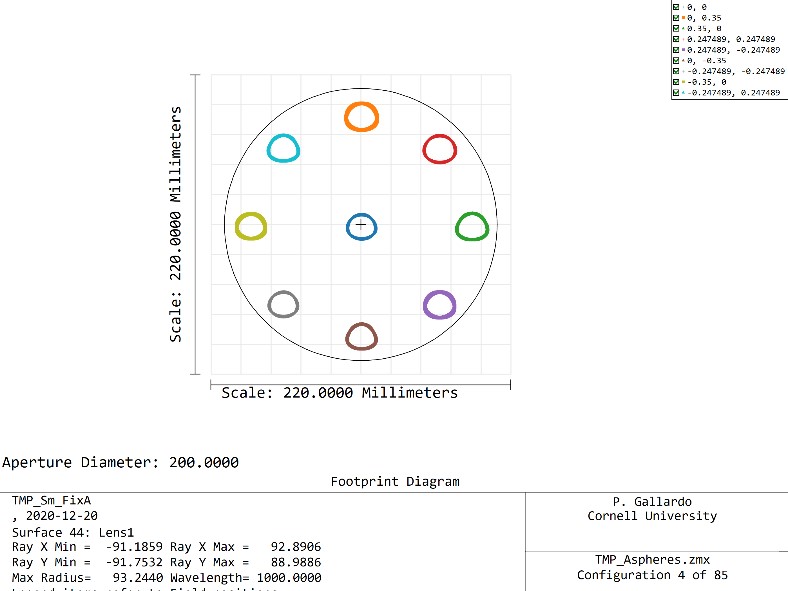 0, 0
0, 0.35
0.35, 0
0.247489, 0.247489
0.247489, -0.247489
0, -0.35
-0.247489, -0.247489
-0.35, 0
-0.247489, 0.247489
Scale: 220.0000 Millimeters
Scale: 220.0000 Millimeters
Aperture Diameter: 200.0000
Footprint Diagram
TMP_Sm_FixA
, 2020-12-20
Surface 44: Lens1
Ray X Min = -91.1859 Ray X Max = 92.8906
Ray Y Min = -91.7532 Ray Y Max = 88.9886
Max Radius= 93.2440 Wavelength= 1000.0000
P. Gallardo
Cornell University
TMP_Aspheres.zmx
Configuration 4 of 85